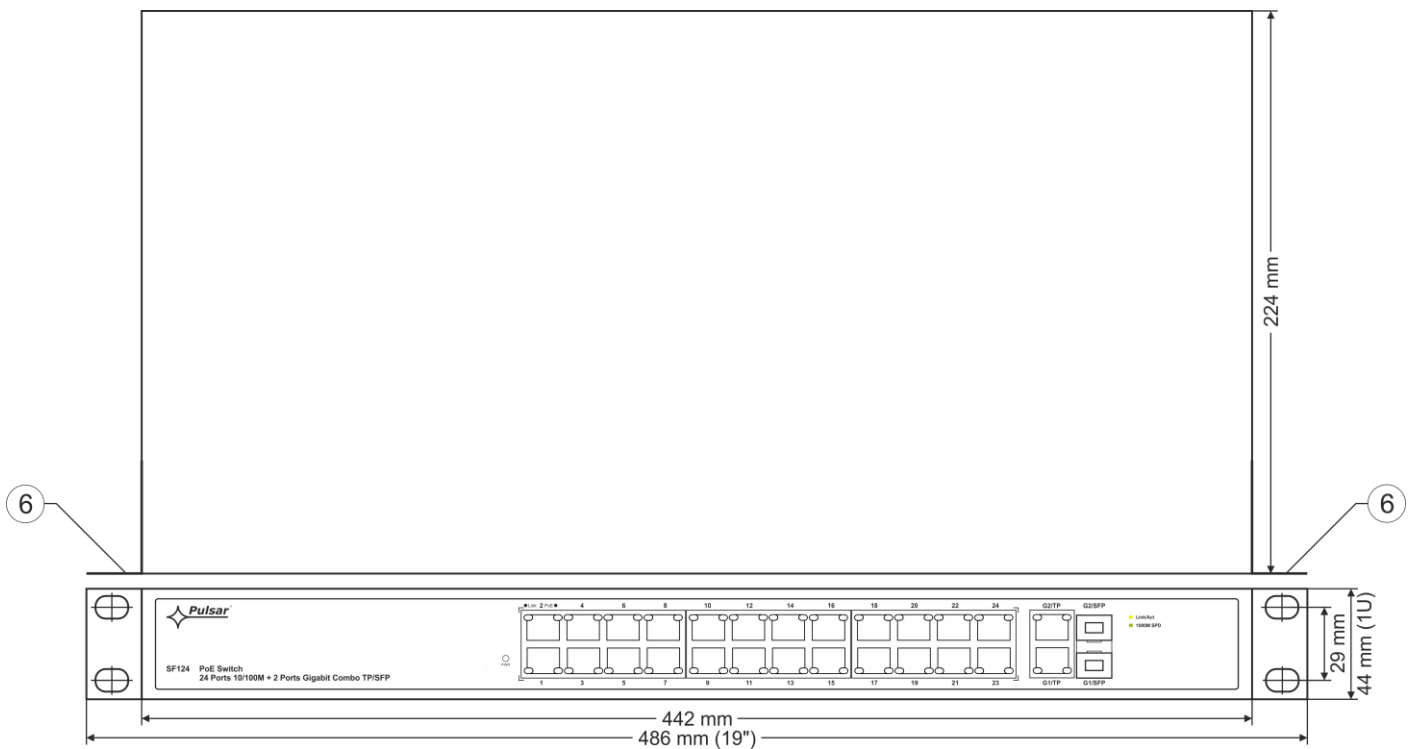 224 mm
6
6
Pulsar
Link 2 PoE 4 6 8 10 12 14 16 18 20 22 24 G2/TP G2/SFP
Link/Act
1000M SPD
PWR
SF124 PoE Switch
24 Ports 10/100M + 2 Ports Gigabit Combo TP/SFP
1 3 5 7 9 11 13 15 17 19 21 23 G1/TP G1/SFP
29 mm
44 mm (1U)
442 mm
486 mm (19")